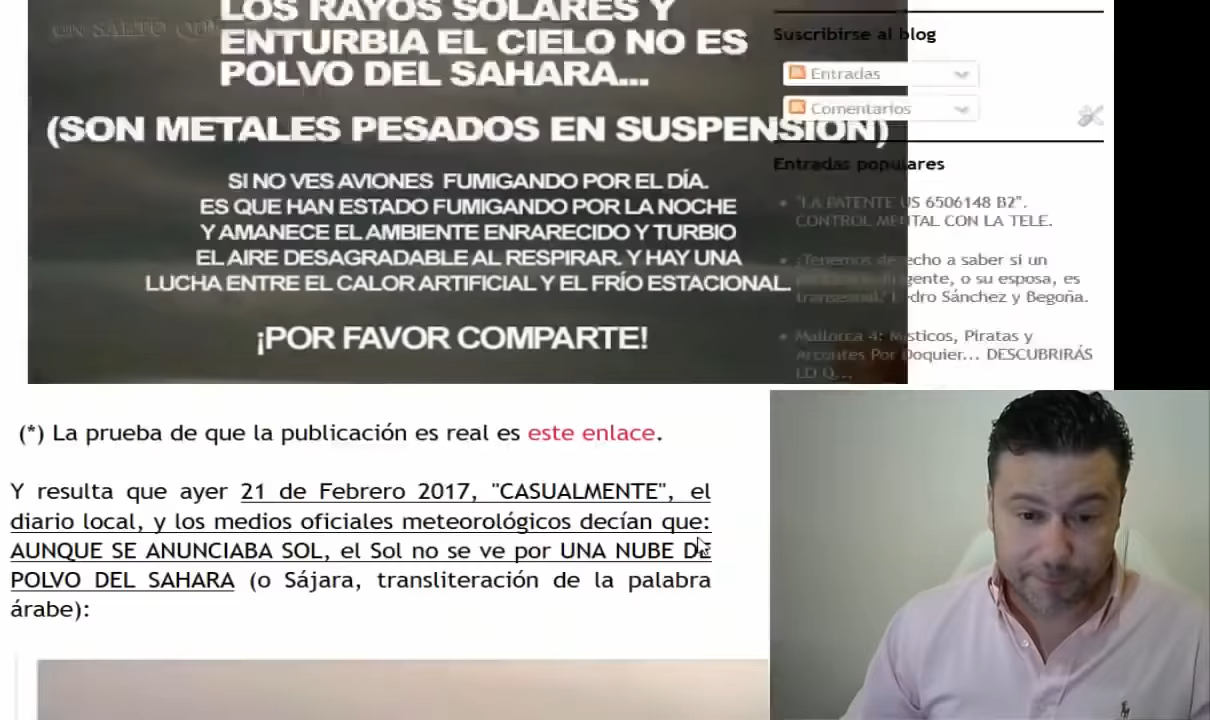 LOS RAYOS SOLARES Y
ENTURBIA EL CIELO NO ES
POLVO DEL SAHARA...
(SON METALES PESADOS EN SUSPENSIÓN)
SI NO VES AVIONES FUMIGANDO POR EL DÍA.
ES QUE HAN ESTADO FUMIGANDO POR LA NOCHE
Y AMANECE EL AMBIENTE ENRARECIDO Y TURBIO
EL AIRE DESAGRADABLE AL RESPIRAR. Y HAY UNA
LUCHA ENTRE EL CALOR ARTIFICIAL Y EL FRÍO ESTACIONAL.
¡POR FAVOR COMPARTE!
Suscribirse al blog
Entradas
Comentarios
Entradas populares
"LA PATENTE US 6506148 B2".
CONTROL MENTAL CON LA TELE.
¡Tenemos derecho a saber si un
gente, o su esposa, es
transexual." Pedro Sánchez y Begoña.
Mallorca 4: Místicos, Piratas y
Arcontes Por Doquier... DESCUBRIRÁS
LO Q...
(*) La prueba de que la publicación es real es este enlace.
Y resulta que ayer 21 de Febrero 2017, "CASUALMENTE", el
diario local, y los medios oficiales meteorológicos decían que:
AUNQUE SE ANUNCIABA SOL, el Sol no se ve por UNA NUBE DE
POLVO DEL SAHARA (o Sájara, transliteración de la palabra
árabe):